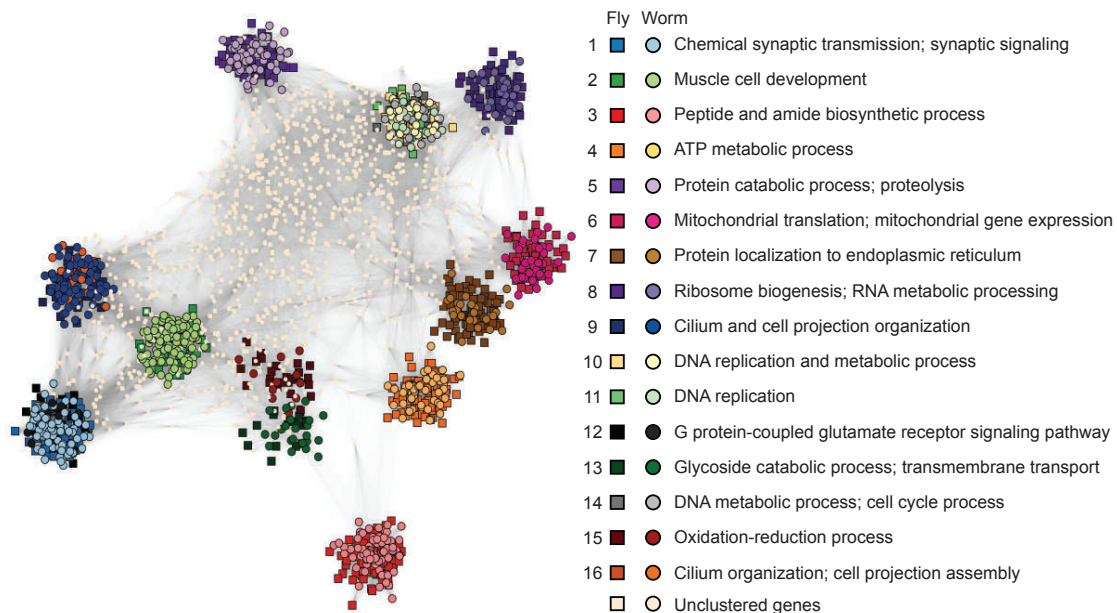 Fly Worm
1 Chemical synaptic transmission; synaptic signaling
2 Muscle cell development
3 Peptide and amide biosynthetic process
4 ATP metabolic process
5 Protein catabolic process; proteolysis
6 Mitochondrial translation; mitochondrial gene expression
7 Protein localization to endoplasmic reticulum
8 Ribosome biogenesis; RNA metabolic processing
9 Cilium and cell projection organization
10 DNA replication and metabolic process
11 DNA replication
12 G protein-coupled glutamate receptor signaling pathway
13 Glycoside catabolic process; transmembrane transport
14 DNA metabolic process; cell cycle process
15 Oxidation-reduction process
16 Cilium organization; cell projection assembly
Unclustered genes